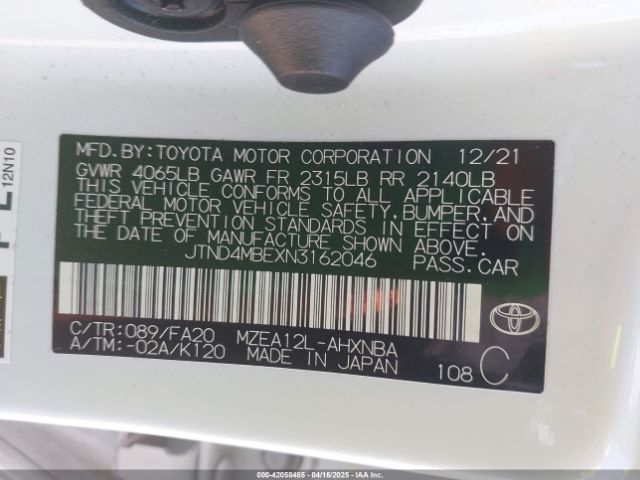 12N10
MFD.BY:TOYOTA MOTOR CORPORATION 12/21
GVWR 4065LB GAWR FR 2315LB RR 2140LB
THIS VEHICLE CONFORMS TO ALL APPLICABLE
FEDERAL MOTOR VEHICLE SAFETY,BUMPER,AND
THEFT PREVENTION STANDARDS IN EFFECT ON
THE DATE OF MANUFACTURE SHOWN ABOVE.
JTND4MBEXN3162046 PASS.CAR
C/TR:089/FA20 MZEA12L-AHXNBA
A/TM:-02A/K120 MADE IN JAPAN
108 C
000-42058485 - 04/16/2025 - IAAI.COM